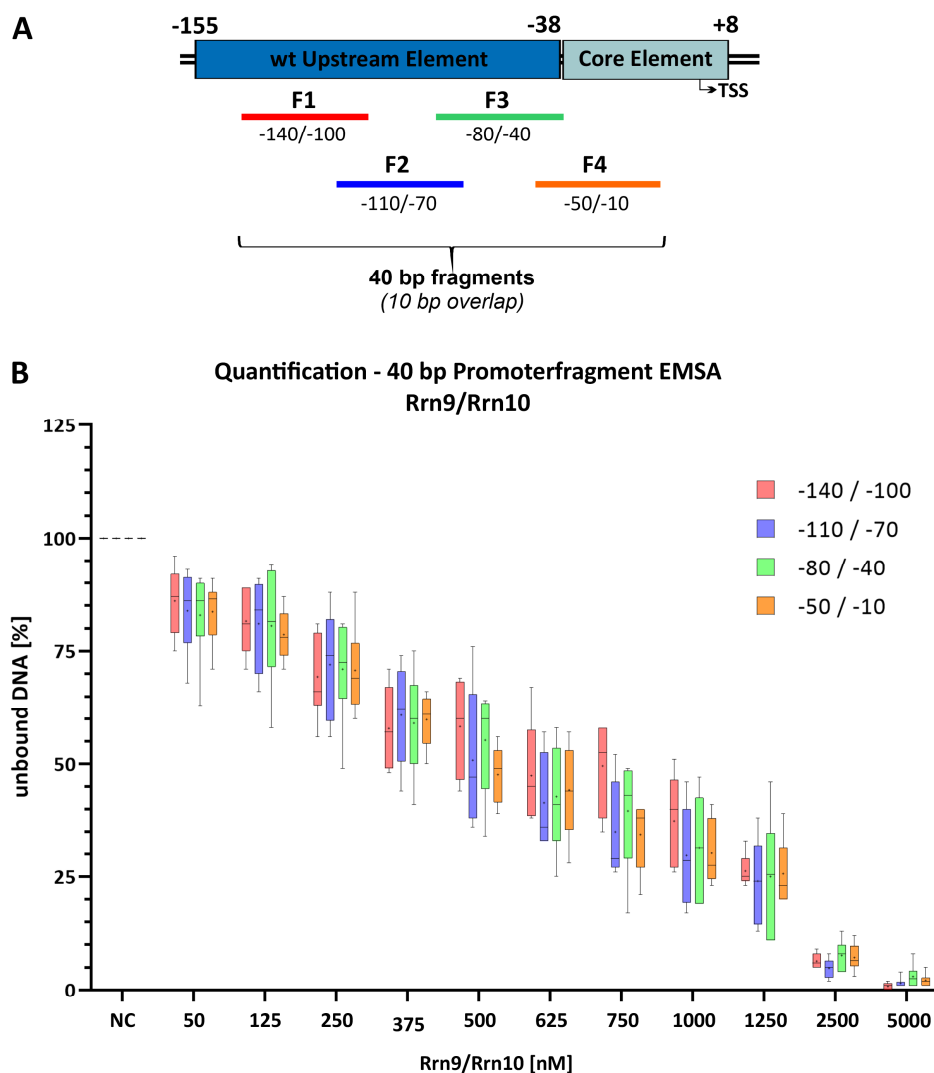 A
-155
-38
+8
wt Upstream Element
Core Element
TSS
F1
F3
-140/-100
-80/-40
F2
F4
-110/-70
-50/-10
40 bp fragments
(10 bp overlap)
B
Quantification - 40 bp Promoterfragment EMSA
Rrn9/Rrn10
125
100
75
50
25
0
unbound DNA [%]
-140 / -100
-110 / -70
-80 / -40
-50 / -10
NC
50
125
250
375
500
625
750
1000
1250
2500
5000
Rrn9/Rrn10 [nM]